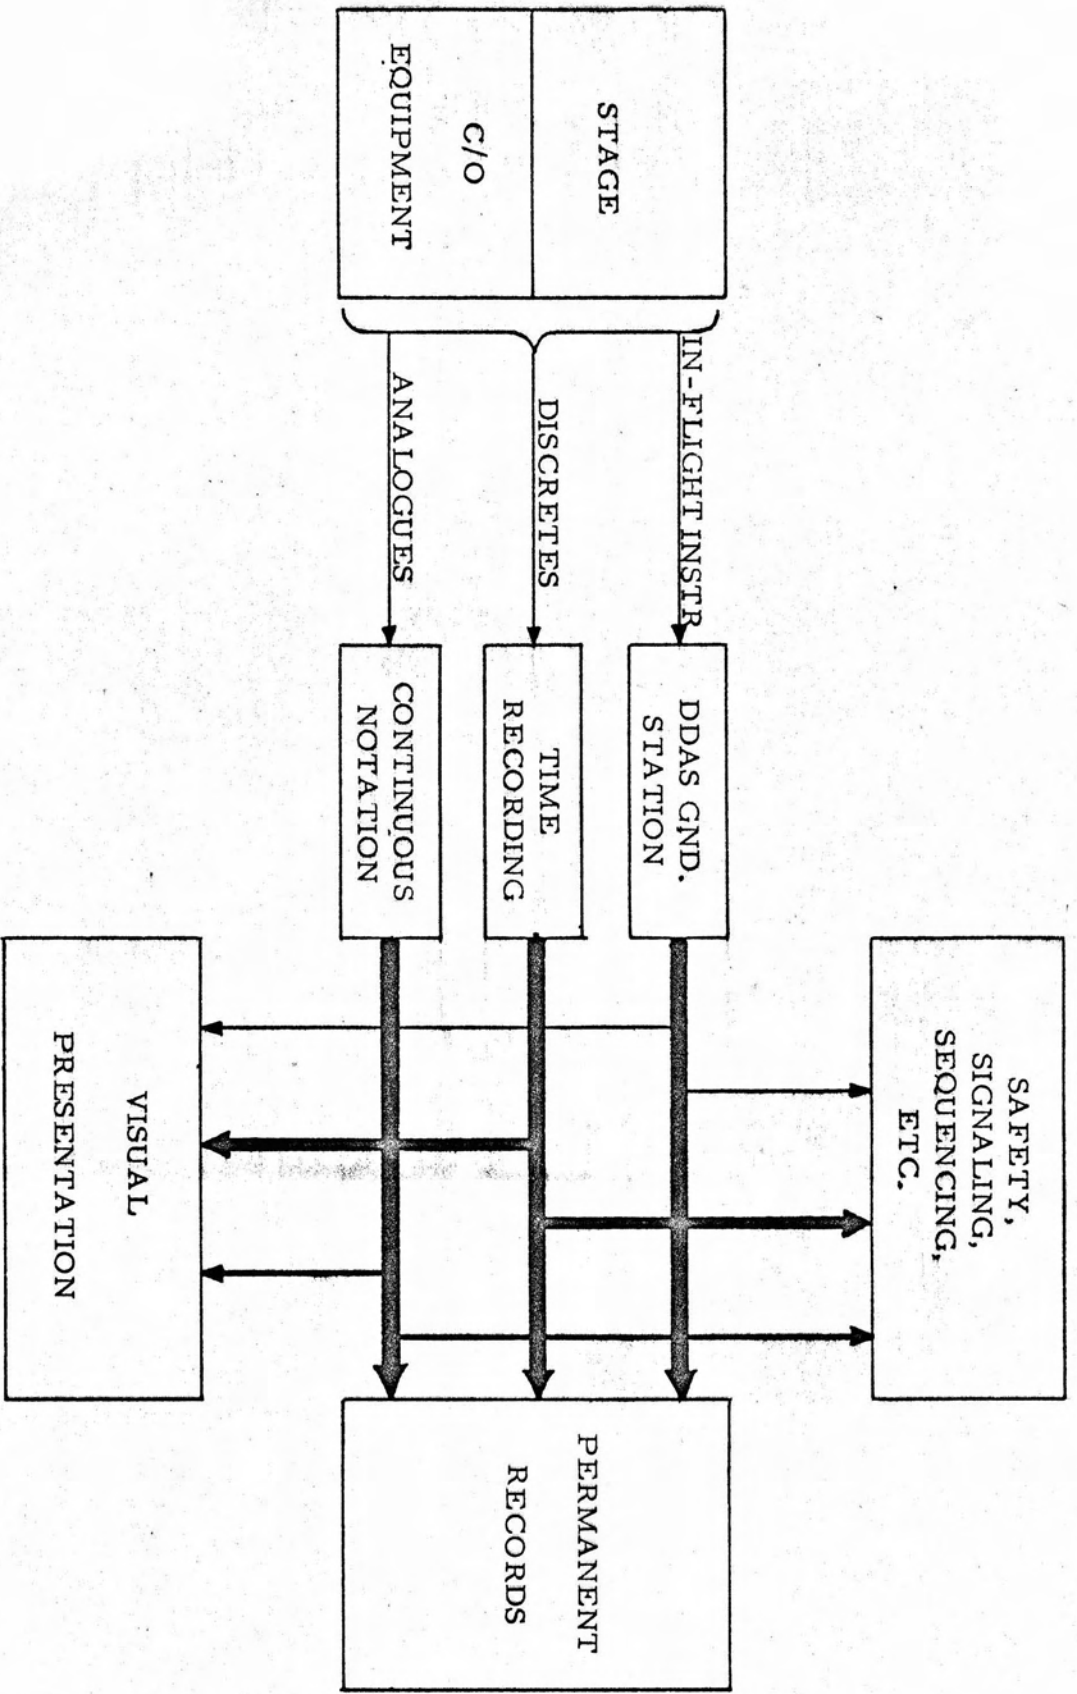 STAGE
C/O
EQUIPMENT
IN-FLIGHT INSTR
DISCRETES
ANALOGUES
DDAS GND.
STATION
TIME
RECORDING
CONTINUOUS
NOTATION
SAFETY,
SIGNALING,
SEQUENCING,
ETC.
VISUAL
PRESENTATION
PERMANENT
RECORDS